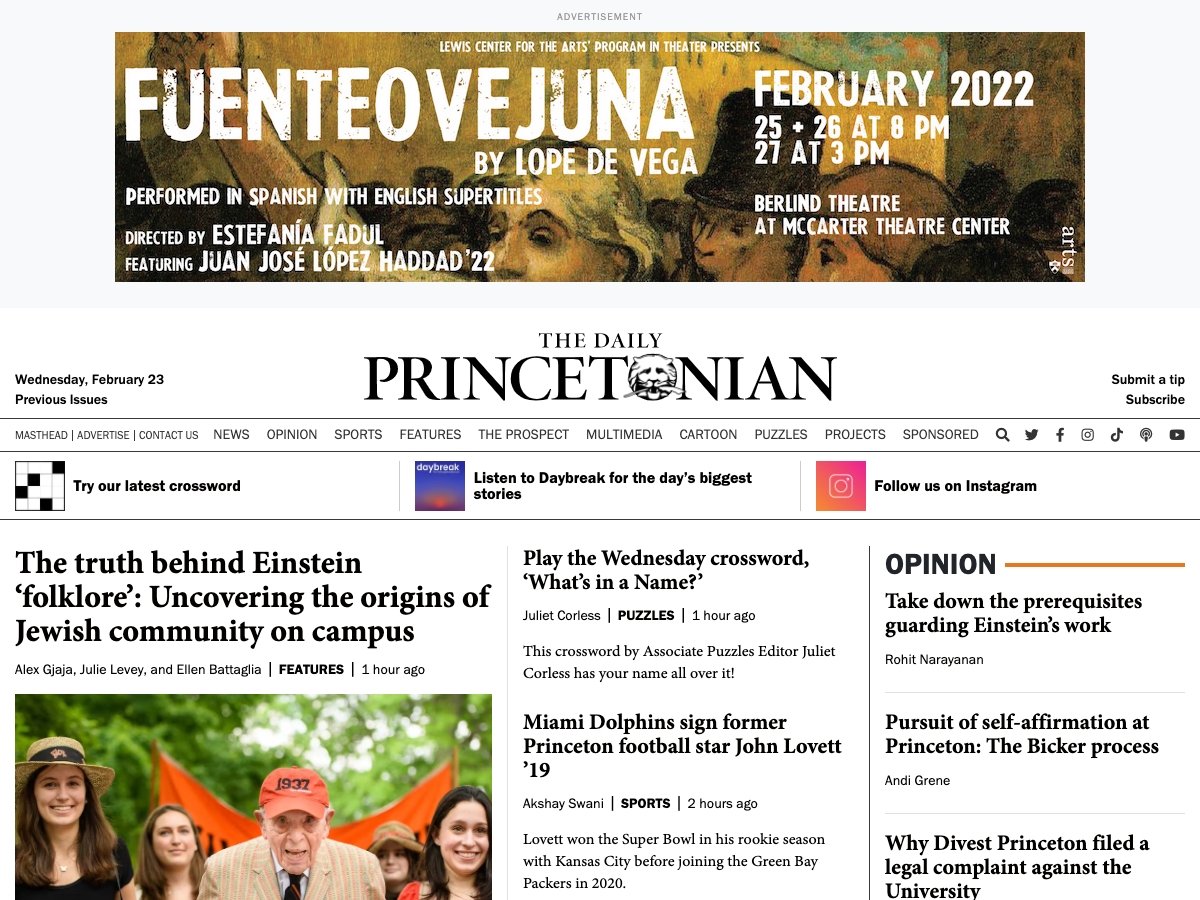 ADVERTISEMENT
LEWIS CENTER FOR THE ARTS' PROGRAM IN THEATER PRESENTS
FUENTEOVEJUNA
BY LOPE DE VEGA
PERFORMED IN SPANISH WITH ENGLISH SUPERTITLES
DIRECTED BY ESTEFANÍA FADUL
FEATURING JUAN JOSÉ LÓPEZ HADDAD '22
FEBRUARY 2022
25 + 26 AT 8 PM
27 AT 3 PM
BERLIND THEATRE
AT MCCARTER THEATRE CENTER
arts
THE DAILY
PRINCETONIAN
Wednesday, February 23
Previous Issues
Submit a tip
Subscribe
MASTHEAD | ADVERTISE | CONTACT US NEWS OPINION SPORTS FEATURES THE PROSPECT MULTIMEDIA CARTOON PUZZLES PROJECTS SPONSORED
Try our latest crossword
daybreak
Listen to Daybreak for the day's biggest
stories
Follow us on Instagram
The truth behind Einstein
‘folklore’: Uncovering the origins of
Jewish community on campus
Alex Gjaja, Julie Levey, and Ellen Battaglia | FEATURES | 1 hour ago
1937
Play the Wednesday crossword,
‘What’s in a Name?’
Juliet Corless | PUZZLES | 1 hour ago
This crossword by Associate Puzzles Editor Juliet
Corless has your name all over it!
Miami Dolphins sign former
Princeton football star John Lovett
’19
Akshay Swani | SPORTS | 2 hours ago
Lovett won the Super Bowl in his rookie season
with Kansas City before joining the Green Bay
Packers in 2020.
OPINION
Take down the prerequisites
guarding Einstein’s work
Rohit Narayanan
Pursuit of self-affirmation at
Princeton: The Bicker process
Andi Grene
Why Divest Princeton filed a
legal complaint against the
University